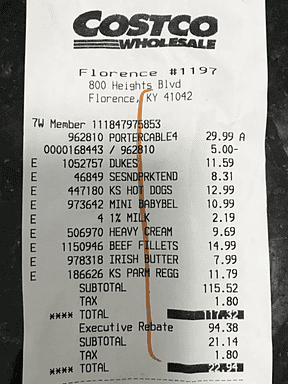 COSTCO
WHOLESALE
Florence #1197
800 Heights Blvd
Florence, KY 41042
7W Member 111847975853
962810 PORTERCABLE4 29.99 A
0000168443 / 962810 5.00-
E 1052757 DUKES 11.59
E 46849 SESNDPRKTEND 8.31
E 447180 KS HOT DOGS 12.99
E 973642 MINI BABYBEL 10.99
E 4 1% MILK 2.19
E 506970 HEAVY CREAM 9.69
E 1150946 BEEF FILLETS 14.99
E 978318 IRISH BUTTER 7.99
E 186626 KS PARM REGG 11.79
SUBTOTAL 115.52
TAX 1.80
**** TOTAL 117.32
Executive Rebate 94.38
SUBTOTAL 21.14
TAX 1.80
**** TOTAL 22.94